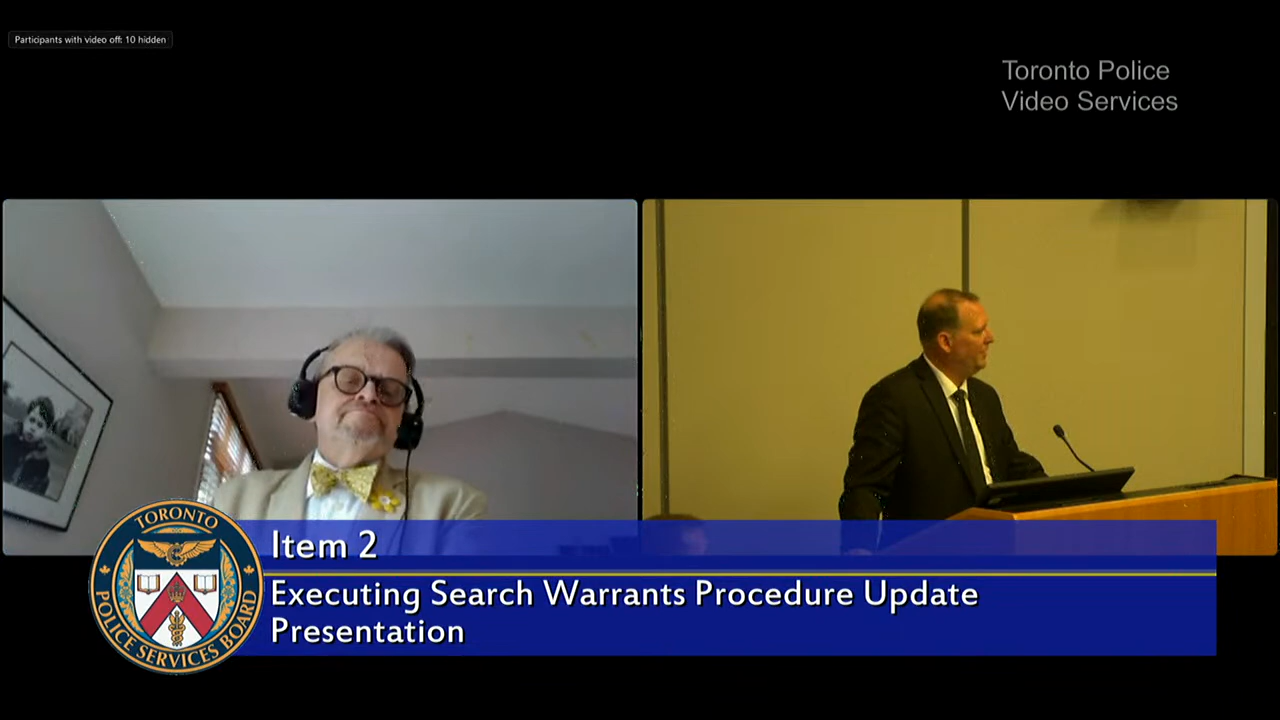 Participants with video off: 10 hidden
Toronto Police
Video Services
Item 2
Executing Search Warrants Procedure Update
Presentation
TORONTO
POLICE SERVICES BOARD